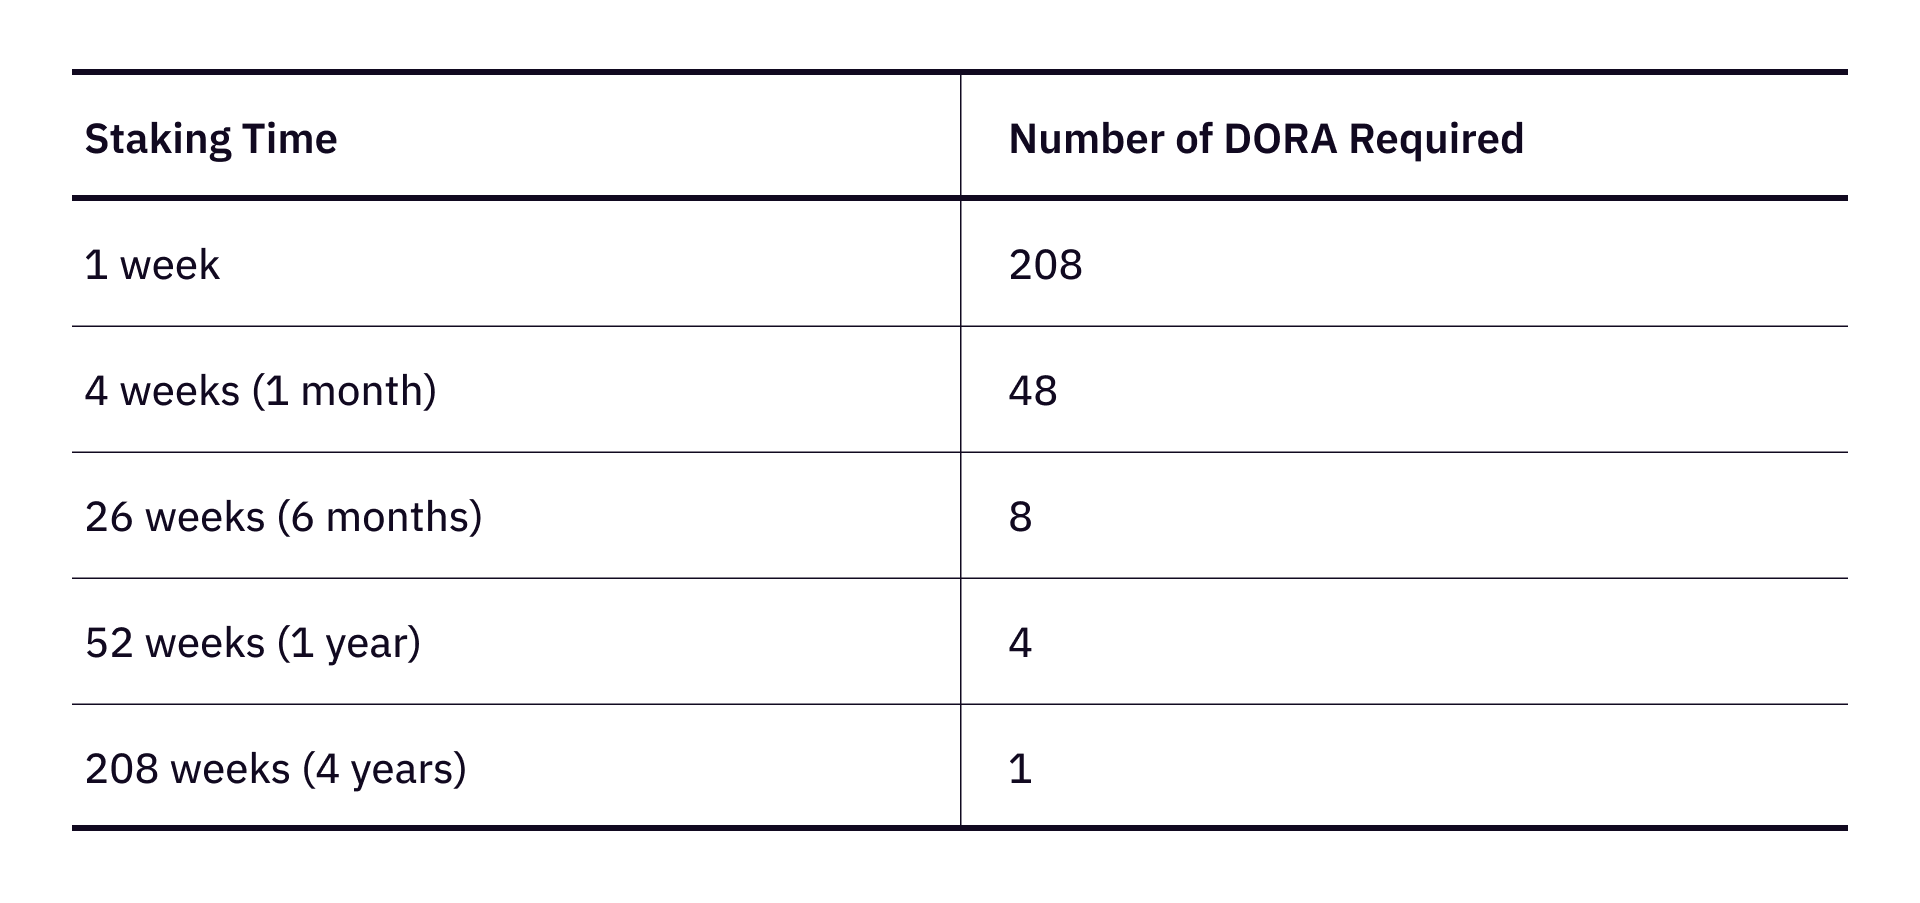 Staking Time Number of DORA Required
1 week 208
4 weeks (1 month) 48
26 weeks (6 months) 8
52 weeks (1 year) 4
208 weeks (4 years) 1